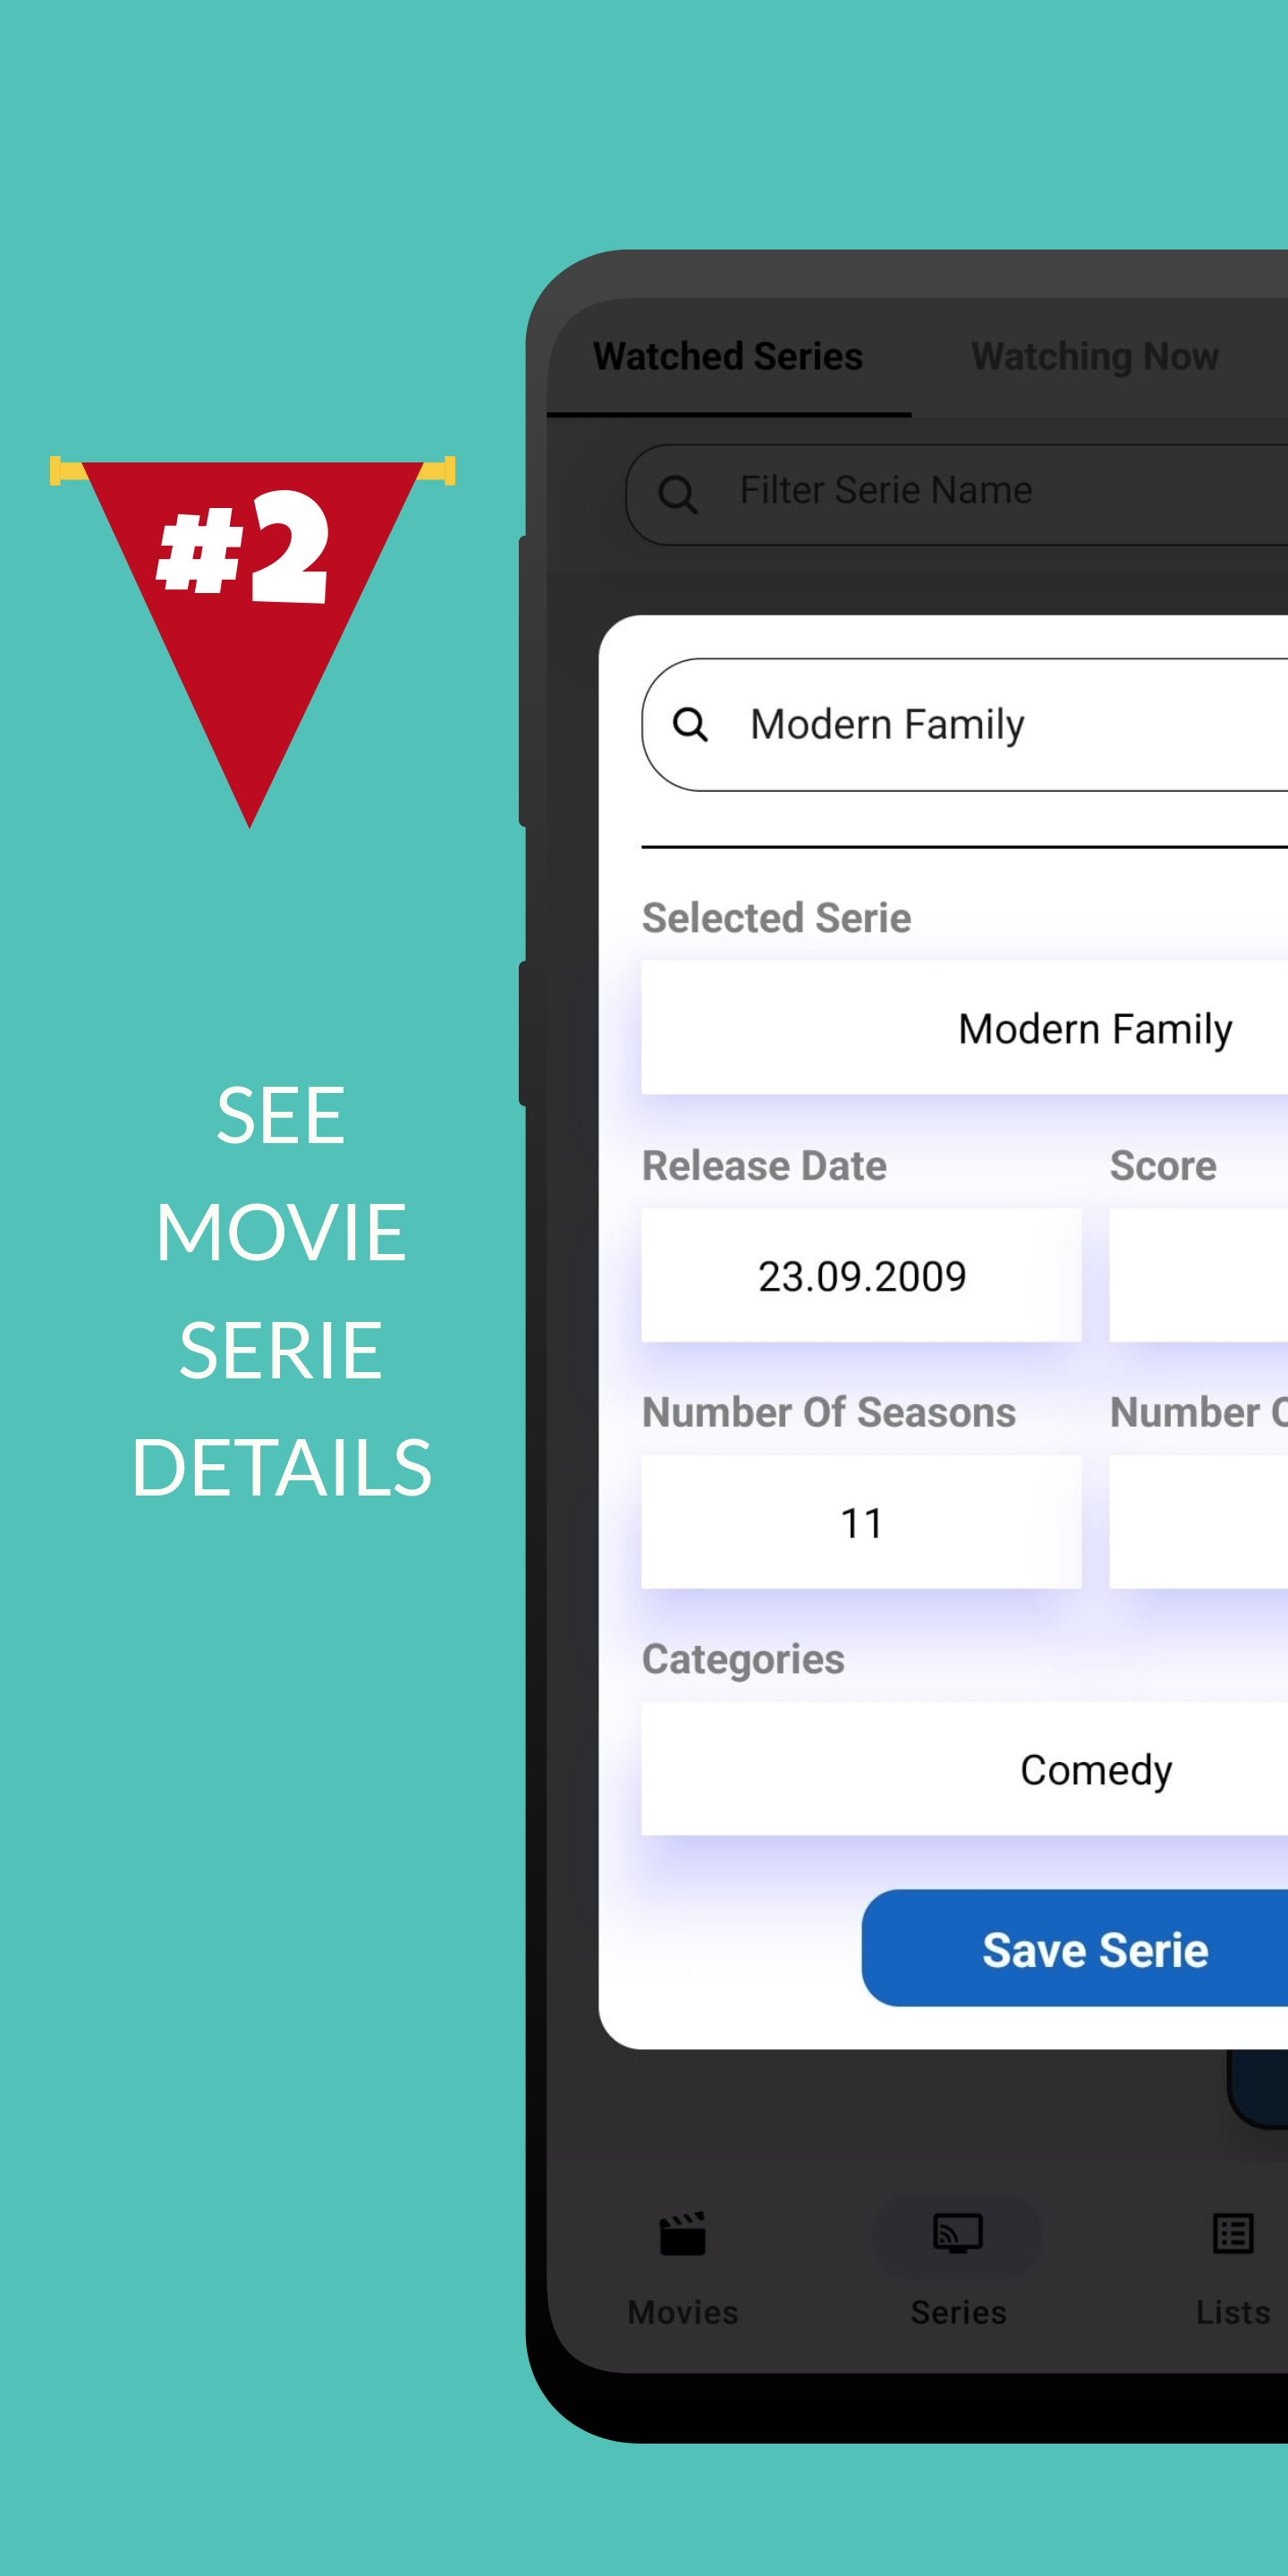 #2
SEE
MOVIE
SERIE
DETAILS
Watched Series
Watching Now
Filter Serie Name
Modern Family
Selected Serie
Modern Family
Release Date
Score
23.09.2009
Number Of Seasons
Number
11
Categories
Comedy
Save Serie
Movies
Series
Lists